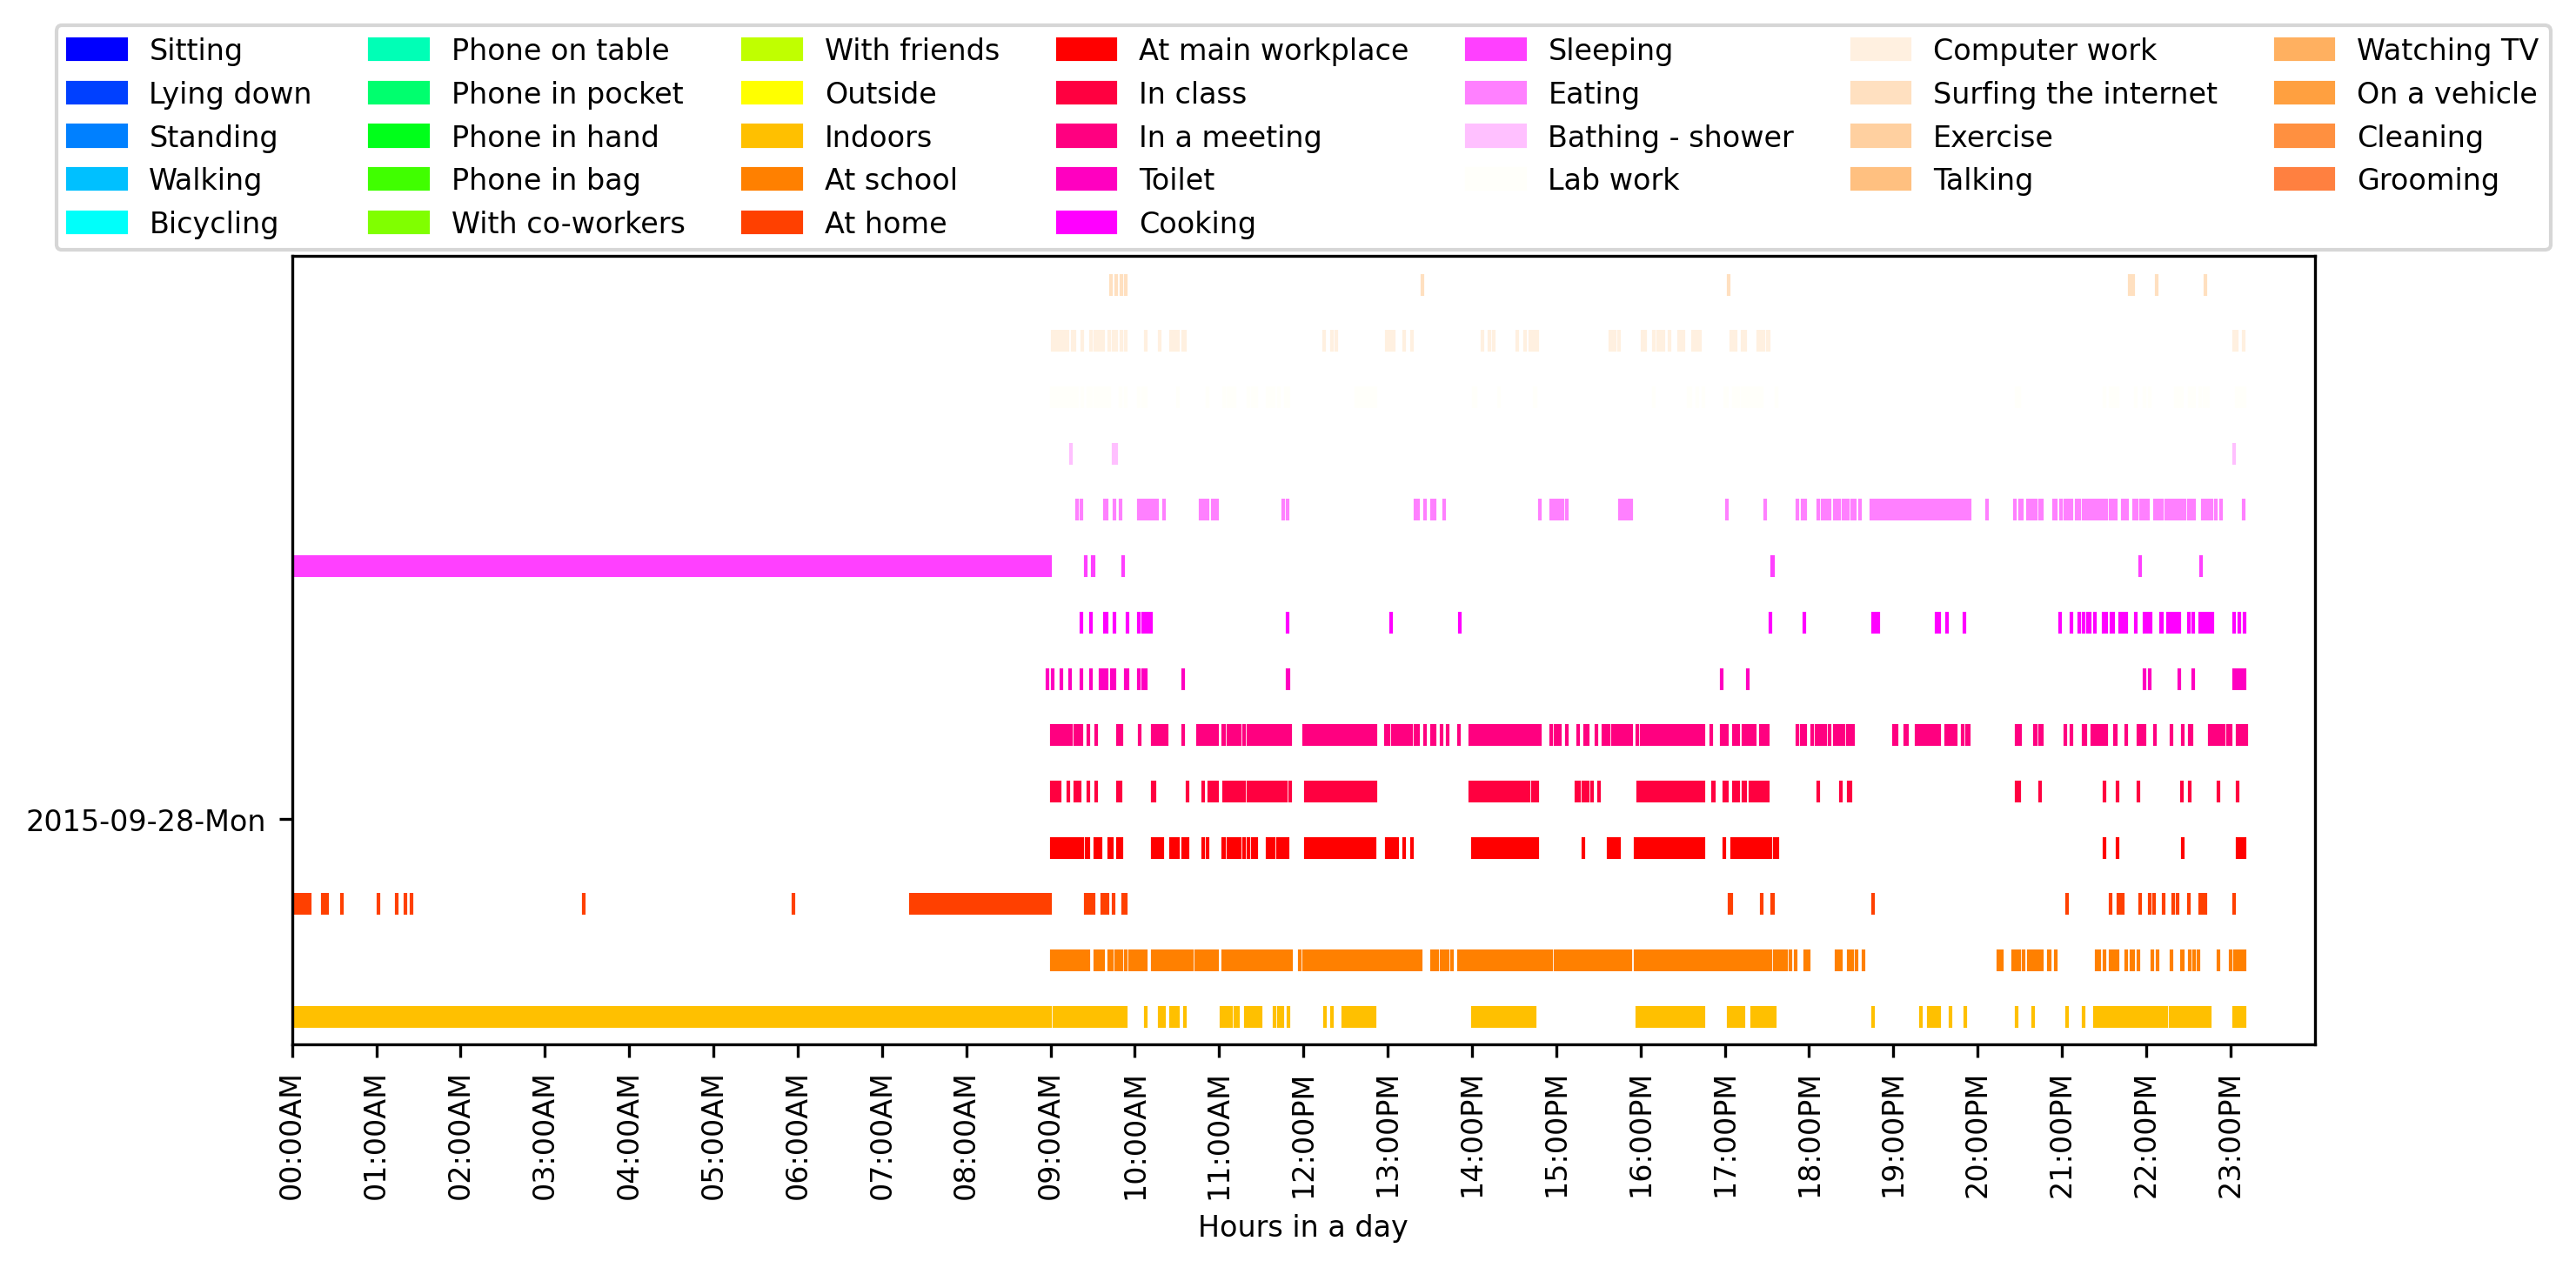 Sitting
Lying down
Standing
Walking
Bicycling
Phone on table
Phone in pocket
Phone in hand
Phone in bag
With co-workers
With friends
Outside
Indoors
At school
At home
At main workplace
In class
In a meeting
Toilet
Cooking
Sleeping
Eating
Bathing - shower
Lab work
Computer work
Surfing the internet
Exercise
Talking
Watching TV
On a vehicle
Cleaning
Grooming
2015-09-28-Mon
00:00AM
01:00AM
02:00AM
03:00AM
04:00AM
05:00AM
06:00AM
07:00AM
08:00AM
09:00AM
10:00AM
11:00AM
12:00PM
13:00PM
14:00PM
15:00PM
16:00PM
17:00PM
18:00PM
19:00PM
20:00PM
21:00PM
22:00PM
23:00PM
Hours in a day